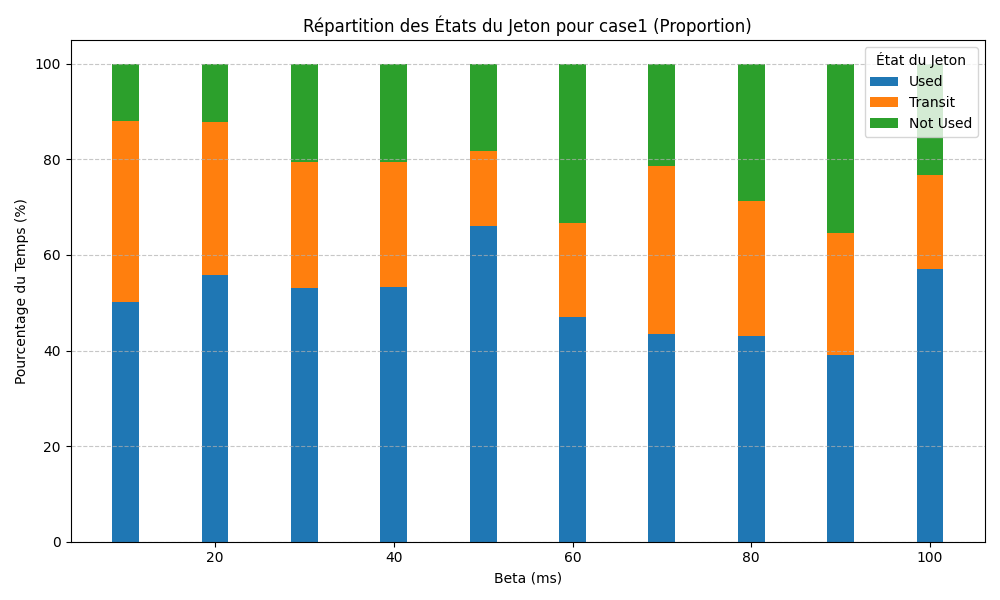 Répartition des États du Jeton pour case1 (Proportion)
État du Jeton
Used
Transit
Not Used
Pourcentage du Temps (%)
100
80
60
40
20
0
20 40 60 80 100
Beta (ms)